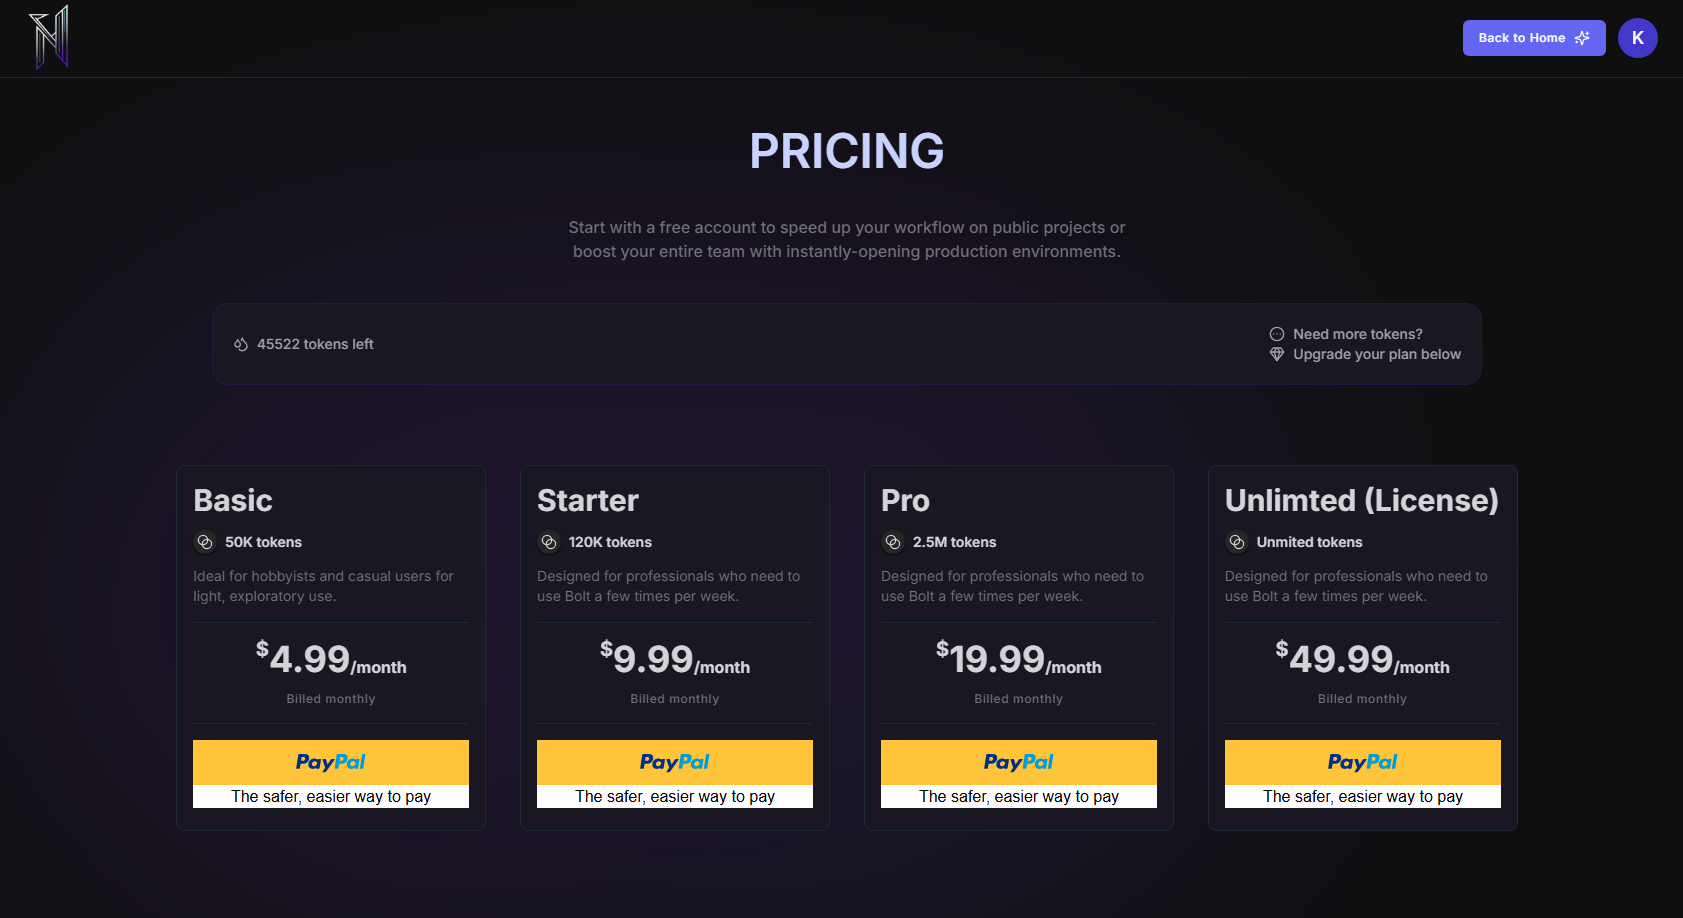 N
Back to Home
K
PRICING
Start with a free account to speed up your workflow on public projects or
boost your entire team with instantly-opening production environments.
45522 tokens left
Need more tokens?
Upgrade your plan below
Basic
50K tokens
Ideal for hobbyists and casual users for
light, exploratory use.
$4.99/month
Billed monthly
PayPal
The safer, easier way to pay
Starter
120K tokens
Designed for professionals who need to
use Bolt a few times per week.
$9.99/month
Billed monthly
PayPal
The safer, easier way to pay
Pro
2.5M tokens
Designed for professionals who need to
use Bolt a few times per week.
$19.99/month
Billed monthly
PayPal
The safer, easier way to pay
Unlimted (License)
Unmited tokens
Designed for professionals who need to
use Bolt a few times per week.
$49.99/month
Billed monthly
PayPal
The safer, easier way to pay